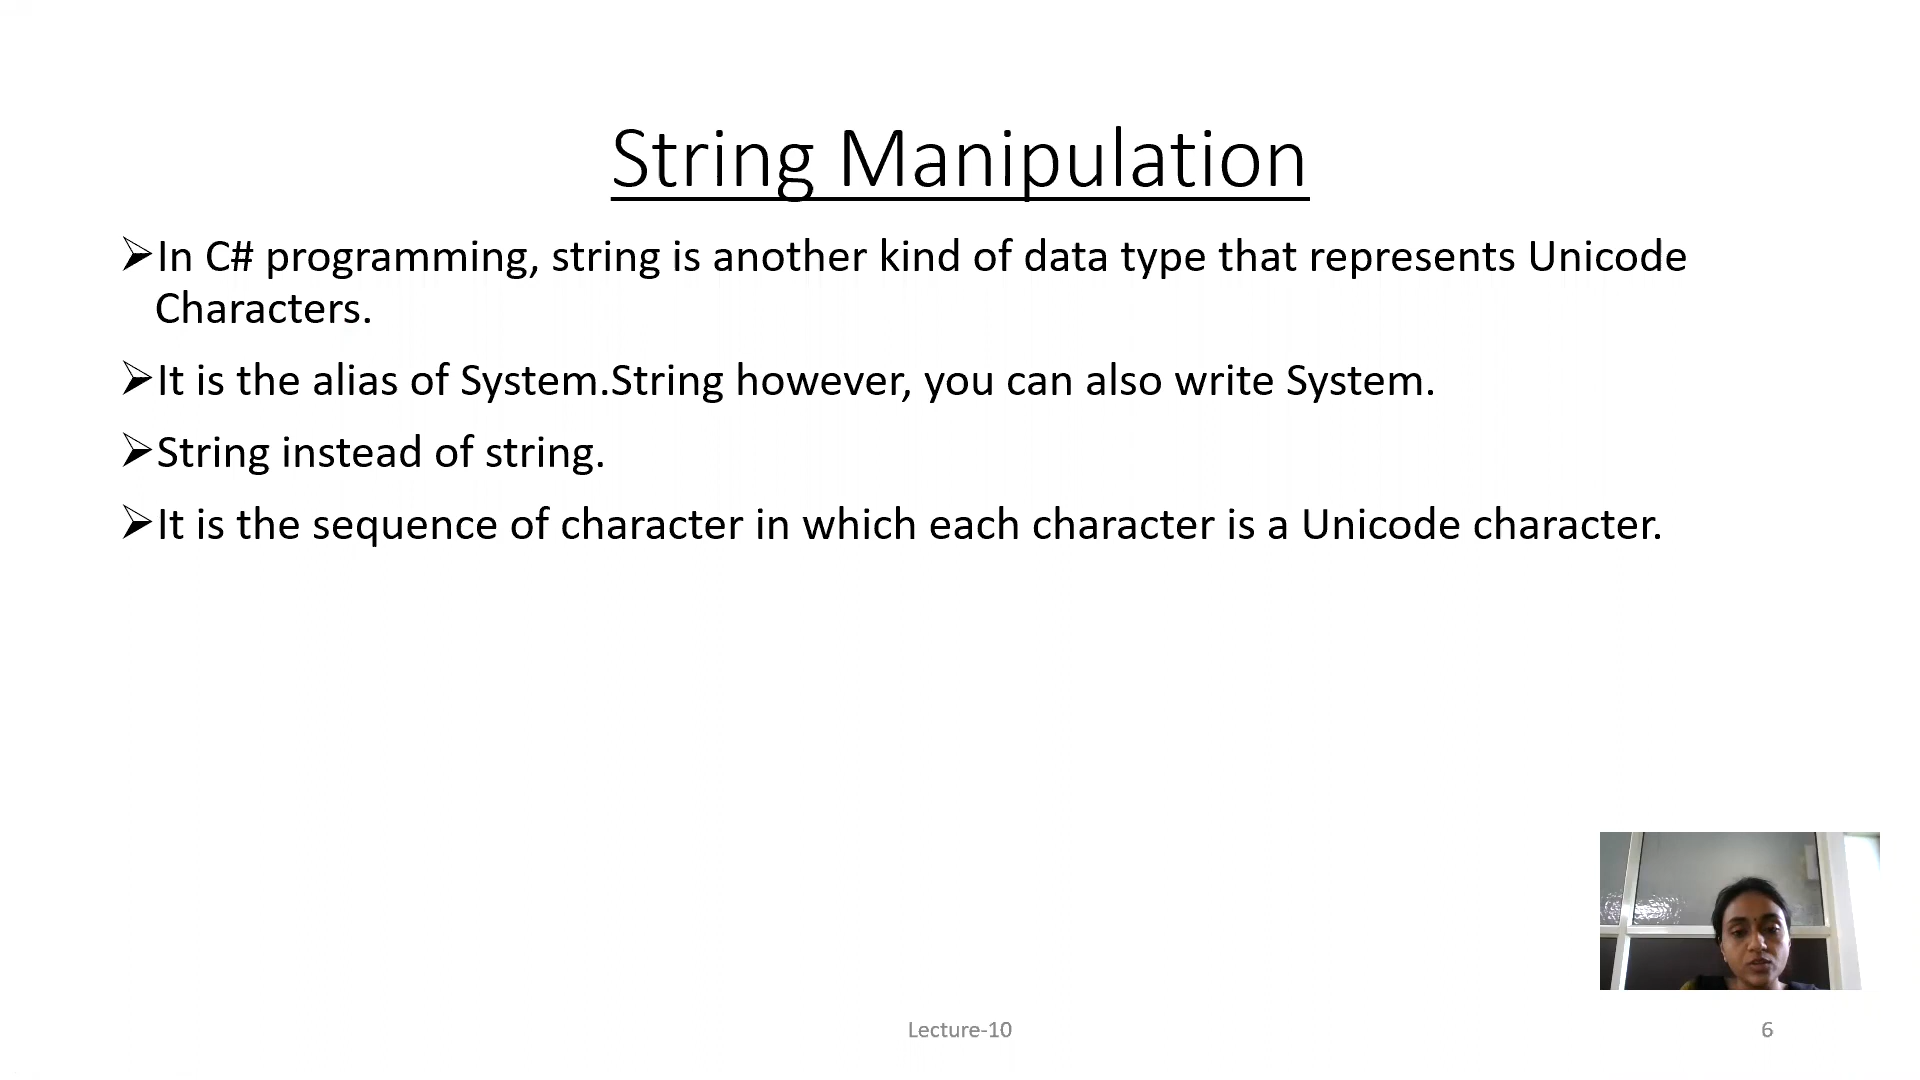 String Manipulation
➢In C# programming, string is another kind of data type that represents Unicode
Characters.
➢It is the alias of System.String however, you can also write System.
➢String instead of string.
➢It is the sequence of character in which each character is a Unicode character.
Lecture-10
6